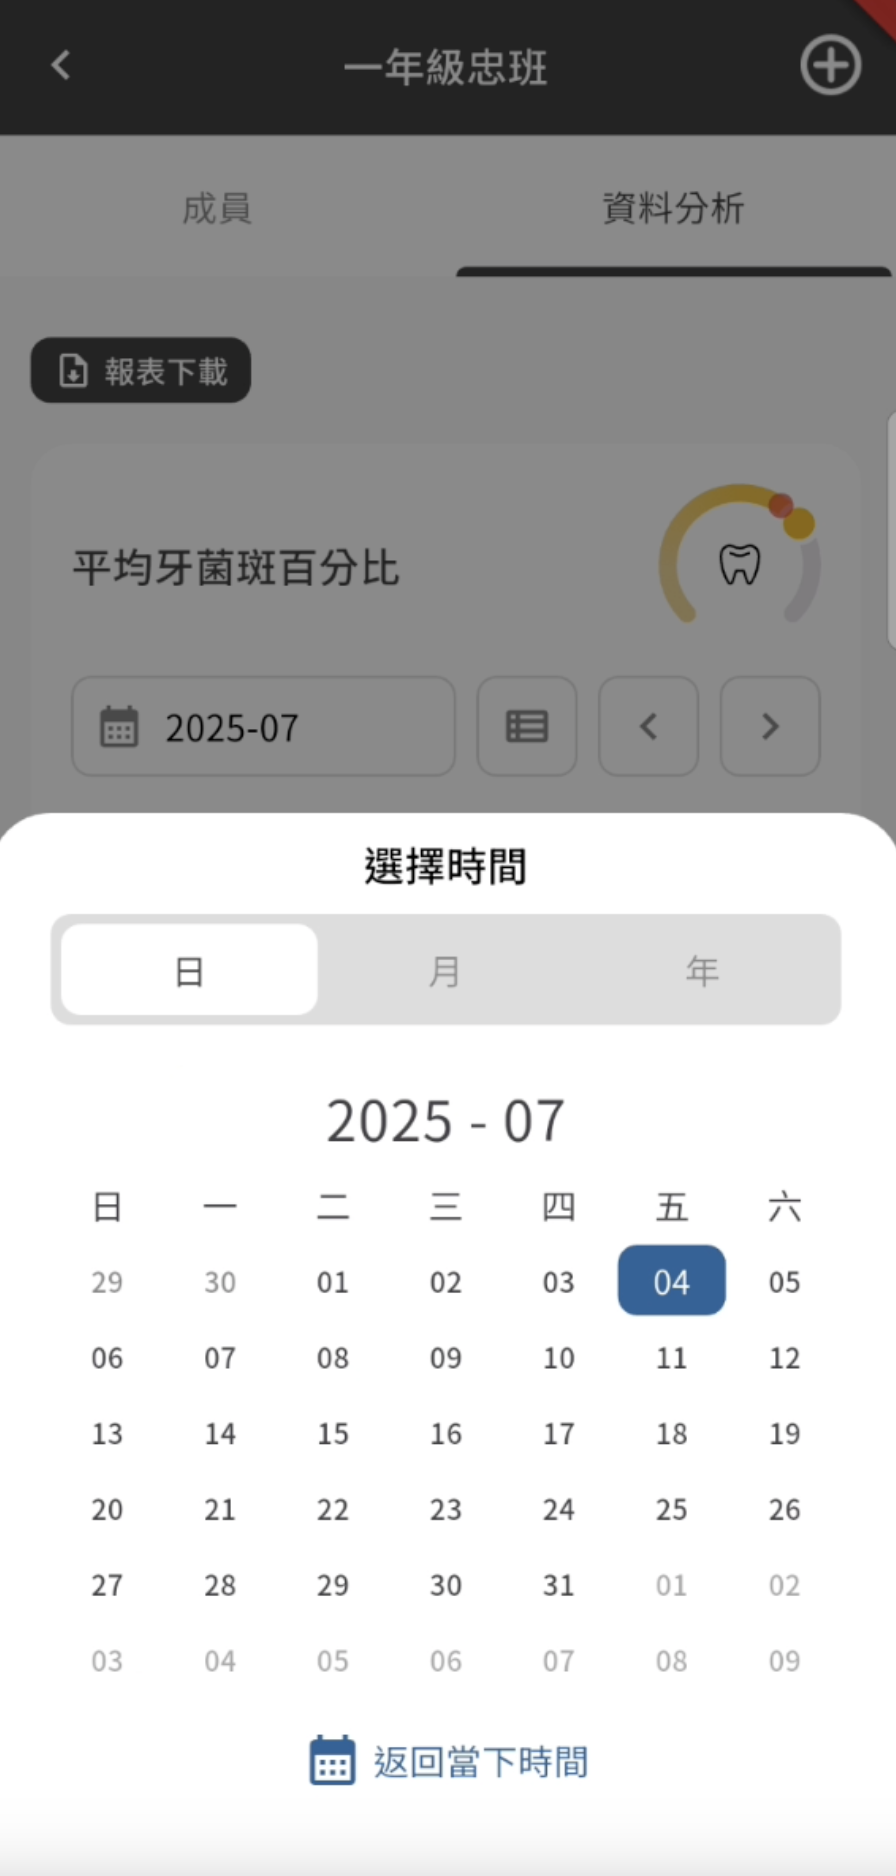 一年級忠班
成員 資料分析
報表下載
平均牙菌斑百分比
2025-07
選擇時間
日 月 年
2025 - 07
日 一 二 三 四 五 六
29 30 01 02 03 04 05
06 07 08 09 10 11 12
13 14 15 16 17 18 19
20 21 22 23 24 25 26
27 28 29 30 31 01 02
03 04 05 06 07 08 09
返回當下時間